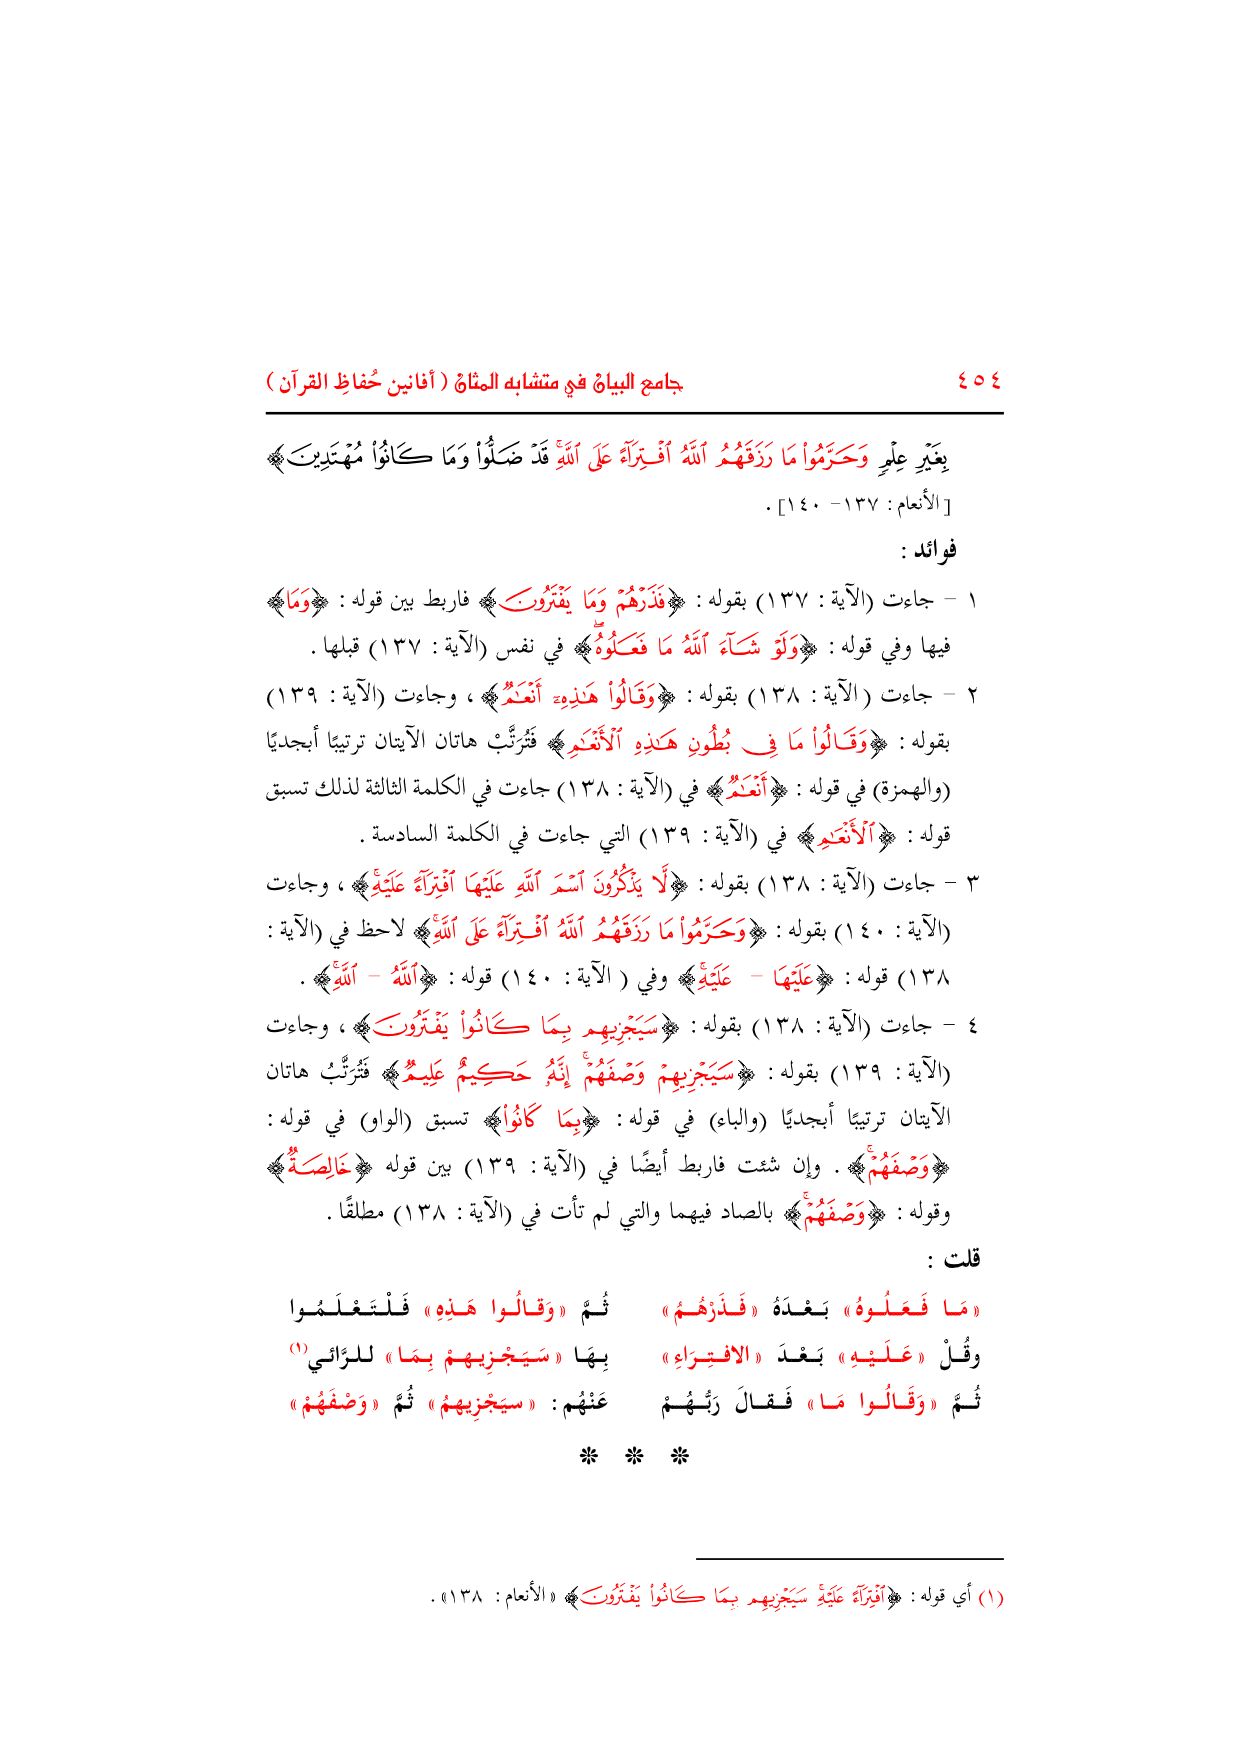 ٤٥٤ جامع البيان في متشابه المثان ( أفانين حُفاظِ القرآن )
بِغَيْرِ عِلْمٍ وَحَرَّمُواْ مَا رَزَقَهُمُ ٱللَّهُ ٱفْتِرَآءً عَلَى ٱللَّهِۚ قَدْ ضَلُّواْ وَمَا كَانُواْ مُهْتَدِينَ﴾
[ الأنعام : ١٣٧– ١٤٠] .
فوائد :
١ – جاءت (الآية : ١٣٧) بقوله : ﴿فَذَرْهُمْ وَمَا يَفْتَرُونَ﴾ فاربط بين قوله : ﴿وَمَا﴾
فيها وفي قوله : ﴿وَلَوْ شَآءَ ٱللَّهُ مَا فَعَلُوهُۖ﴾ في نفس (الآية : ١٣٧) قبلها .
٢ – جاءت ( الآية : ١٣٨) بقوله : ﴿وَقَالُواْ هَٰذِهِۦٓ أَنْعَٰمٌ﴾ ، وجاءت (الآية : ١٣٩)
بقوله : ﴿وَقَالُواْ مَا فِى بُطُونِ هَٰذِهِ ٱلْأَنْعَٰمِ﴾ فَتُرَتَّبْ هاتان الآيتان ترتيبًا أبجديًا
(والهمزة) في قوله : ﴿أَنْعَٰمٌ﴾ في (الآية : ١٣٨) جاءت في الكلمة الثالثة لذلك تسبق
قوله : ﴿ٱلْأَنْعَٰمِ﴾ في (الآية : ١٣٩) التي جاءت في الكلمة السادسة .
٣ – جاءت (الآية : ١٣٨) بقوله : ﴿لَّا يَذْكُرُونَ ٱسْمَ ٱللَّهِ عَلَيْهَا ٱفْتِرَآءً عَلَيْهِۚ﴾ ، وجاءت
(الآية : ١٤٠) بقوله : ﴿وَحَرَّمُواْ مَا رَزَقَهُمُ ٱللَّهُ ٱفْتِرَآءً عَلَى ٱللَّهِۚ﴾ لاحظ في (الآية :
١٣٨) قوله : ﴿عَلَيْهَا – عَلَيْهِۚ﴾ وفي ( الآية : ١٤٠) قوله : ﴿ٱللَّهُ – ٱللَّهِۚ﴾ .
٤ – جاءت (الآية : ١٣٨) بقوله : ﴿سَيَجْزِيهِم بِمَا كَانُواْ يَفْتَرُونَ﴾ ، وجاءت
(الآية : ١٣٩) بقوله : ﴿سَيَجْزِيهِمْ وَصْفَهُمْۚ إِنَّهُۥ حَكِيمٌ عَلِيمٌ﴾ فَتُرَتَّبُ هاتان
الآيتان ترتيبًا أبجديًا (والباء) في قوله : ﴿بِمَا كَانُواْ﴾ تسبق (الواو) في قوله :
﴿وَصْفَهُمْۚ﴾ . وإن شئت فاربط أيضًا في (الآية : ١٣٩) بين قوله ﴿خَالِصَةٌ﴾
وقوله : ﴿وَصْفَهُمْۚ﴾ بالصاد فيهما والتي لم تأت في (الآية : ١٣٨) مطلقًا .
قلت :
«مَا فَعَلُوهُ» بَعْدَهُ «فَذَرْهُمُ» ثُمَّ «وَقالُوا هَذِهِ» فَلْتَعْلَمُوا
وقُلْ «عَلَيْهِ» بَعْدَ «الافتِرَاءِ» بِهَا «سَيَجْزِيهِمْ بِمَا» للرَّائي(١)
ثُمَّ «وَقَالُوا مَا» فَقالَ رَبُّهُمْ عَنْهُم : «سيَجْزِيهِمُ» ثُمَّ «وَصْفَهُمْ»
(١) أي قوله : ﴿ٱفْتِرَآءً عَلَيْهِۚ سَيَجْزِيهِم بِمَا كَانُواْ يَفْتَرُونَ﴾ «الأنعام : ١٣٨» .